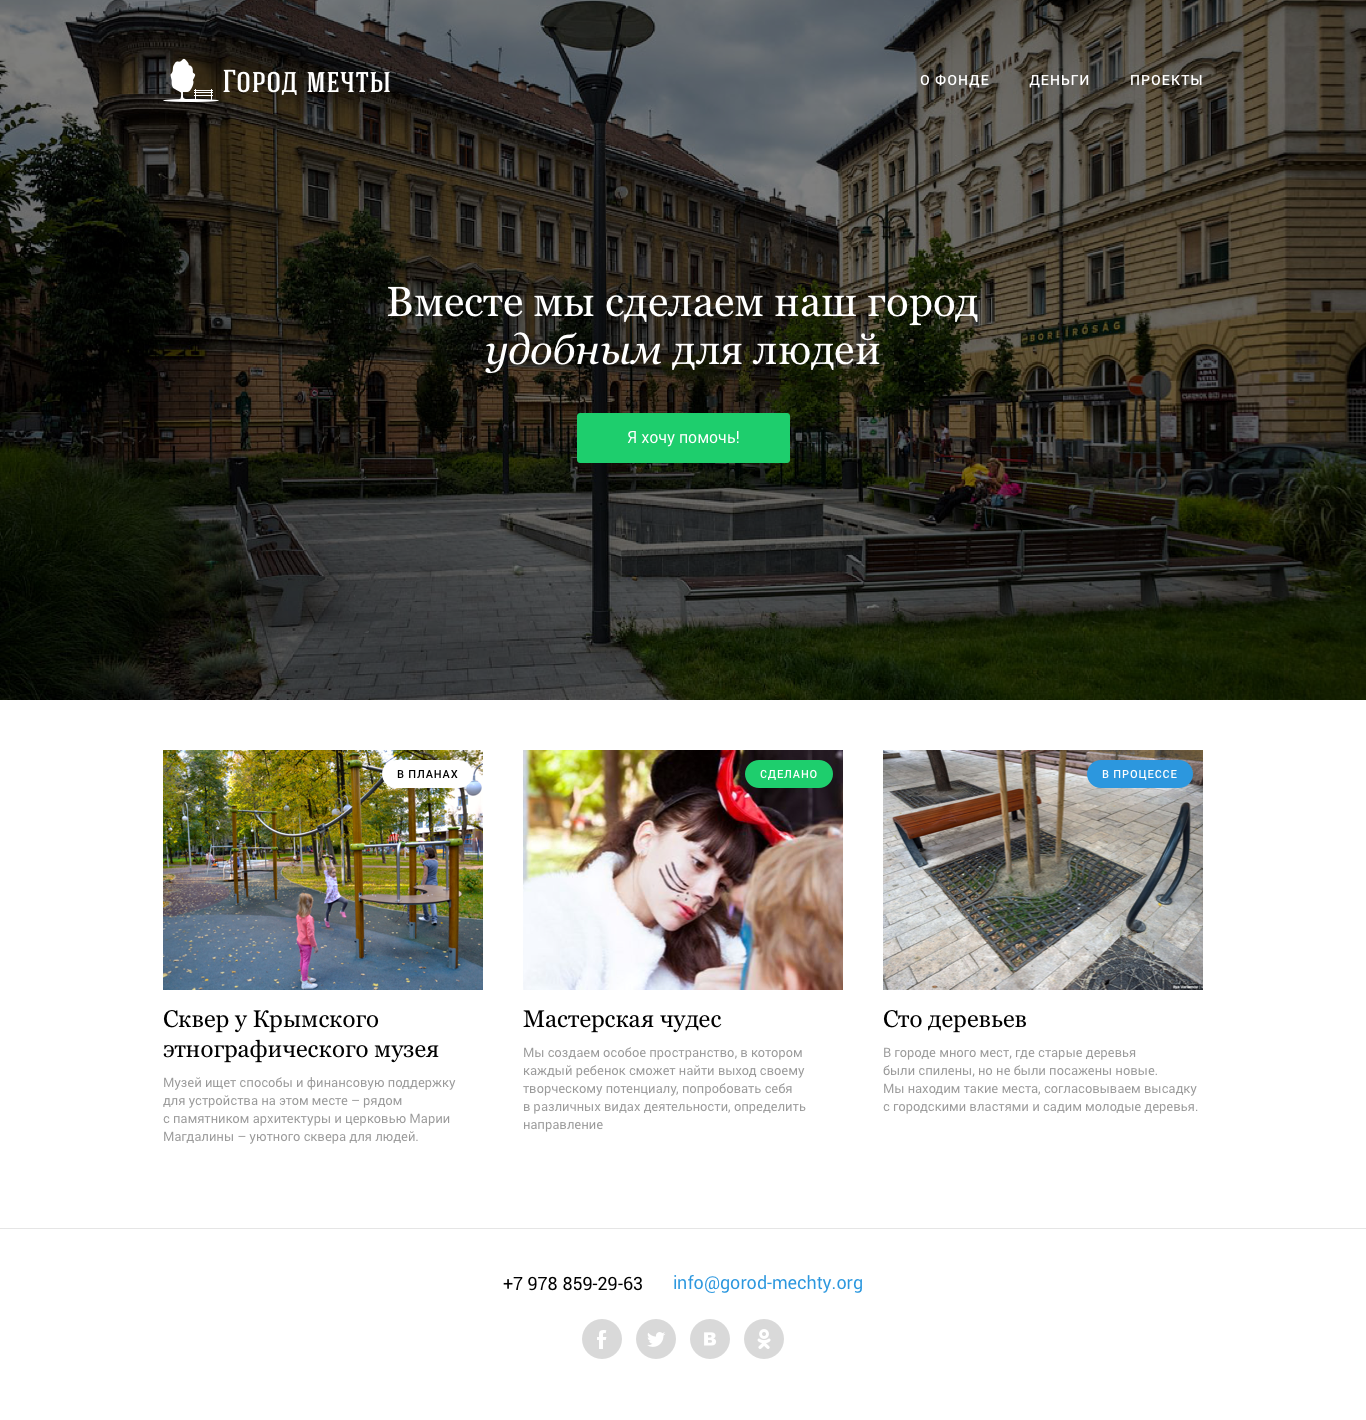 Город мечты
О ФОНДЕ
ДЕНЬГИ
ПРОЕКТЫ
BORBÍRÓSÁG
Вместе мы сделаем наш город
удобным для людей
Я хочу помочь!
В ПЛАНАХ
СДЕЛАНО
В ПРОЦЕССЕ
Сквер у Крымского
этнографического музея
Музей ищет способы и финансовую поддержку
для устройства на этом месте – рядом
с памятником архитектуры и церковью Марии
Магдалины – уютного сквера для людей.
Мастерская чудес
Мы создаем особое пространство, в котором
каждый ребенок сможет найти выход своему
творческому потенциалу, попробовать себя
в различных видах деятельности, определить
направление
Сто деревьев
В городе много мест, где старые деревья
были спилены, но не были посажены новые.
Мы находим такие места, согласовываем высадку
с городскими властями и садим молодые деревья.
+7 978 859-29-63
info@gorod-mechty.org